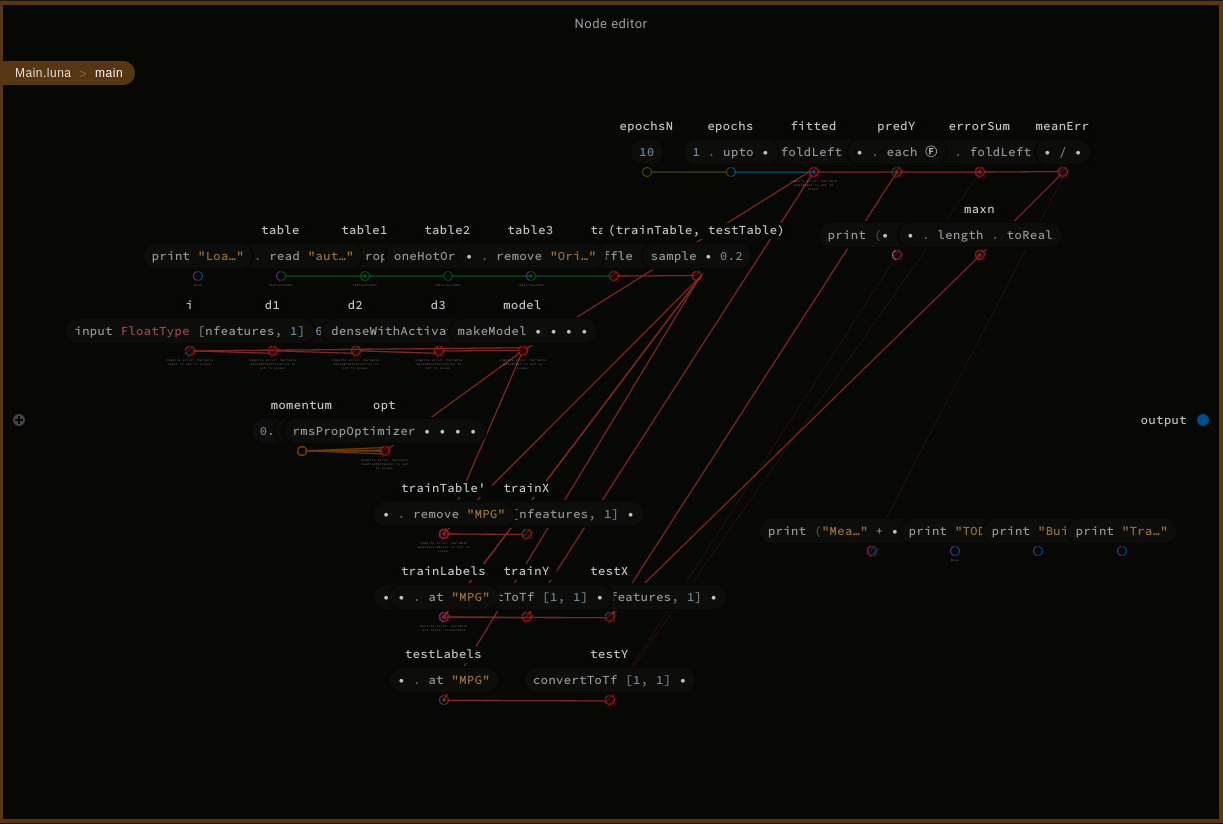 Node editor
Main.luna > main
epochsN epochs fitted predY errorSum meanErr
10 1 . upto • foldLeft • . each Ⓕ . foldLeft • / •
maxn
print (• • . length . toReal
table table1 table2 table3 ta (trainTable, testTable)
print "Loa…" . read "aut…" rop oneHotOr • . remove "Ori…" ffle sample • 0.2
i d1 d2 d3 model
input FloatType [nfeatures, 1] 6 denseWithActiva makeModel • • • •
momentum opt
0. rmsPropOptimizer • • • •
output
trainTable' trainX
• . remove "MPG" [nfeatures, 1] •
print ("Mea…" + • print "TOD print "Bui print "Tra…"
trainLabels trainY testX
• • . at "MPG" tToTf [1, 1] • features, 1] •
testLabels testY
• . at "MPG" convertToTf [1, 1] •